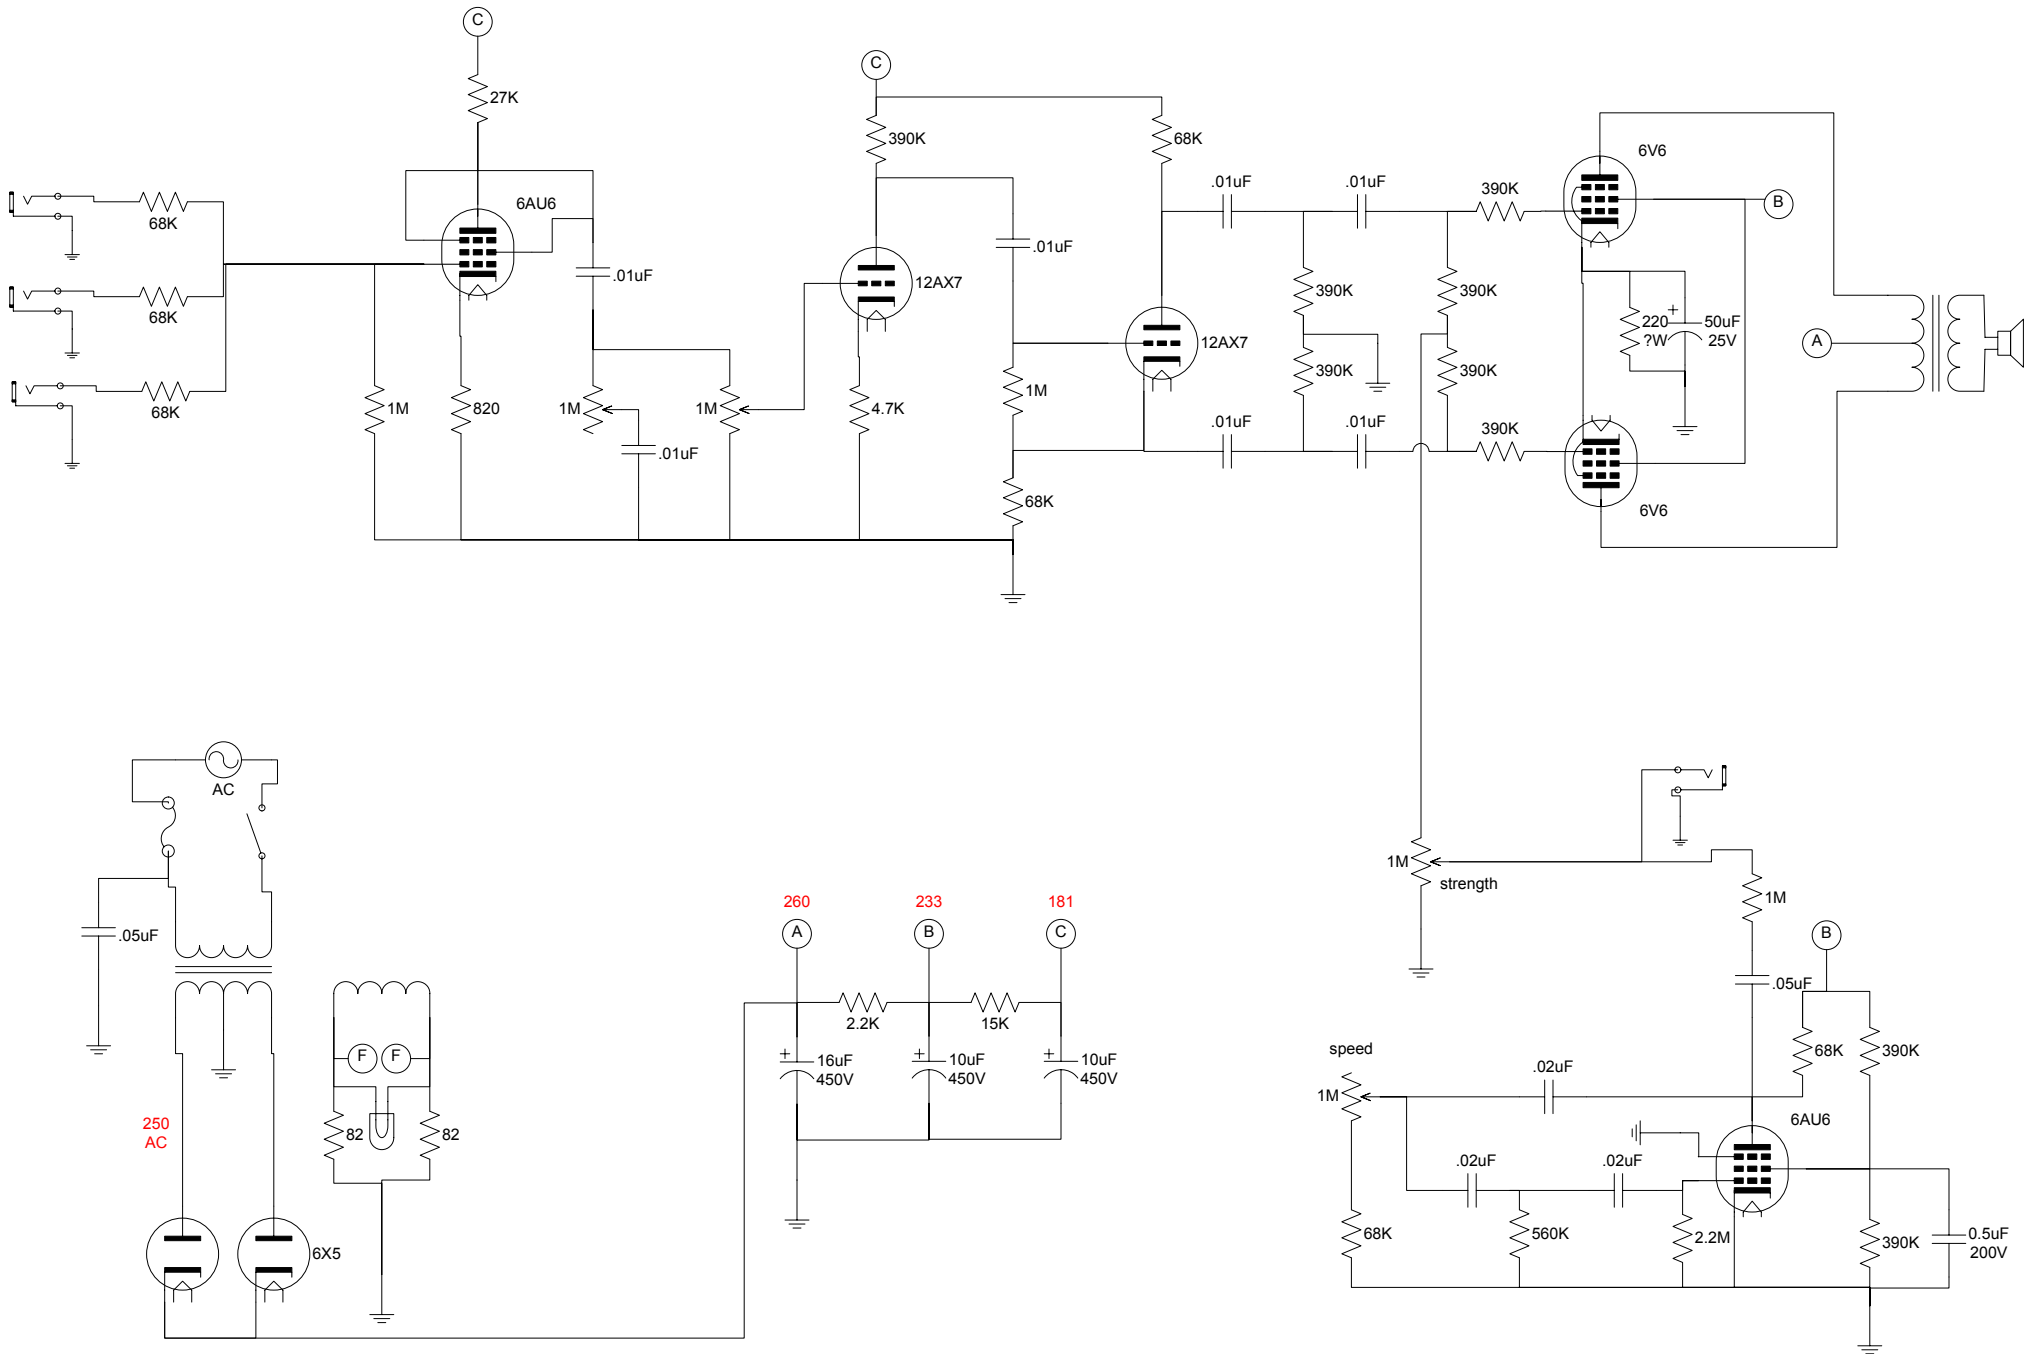 C
27K
C
390K
68K
6V6
.01uF
.01uF
390K
6AU6
B
68K
.01uF
.01uF
12AX7
390K
390K
220
?W
+
50uF
25V
68K
12AX7
A
390K
390K
1M
68K
1M
820
1M
1M
4.7K
.01uF
.01uF
390K
.01uF
68K
6V6
AC
1M
strength
260
233
181
1M
A
B
C
B
.05uF
.05uF
2.2K
15K
F
F
+
16uF
450V
+
10uF
450V
+
10uF
450V
speed
68K
390K
.02uF
1M
250
AC
82
82
6AU6
.02uF
.02uF
6X5
68K
560K
2.2M
390K
0.5uF
200V